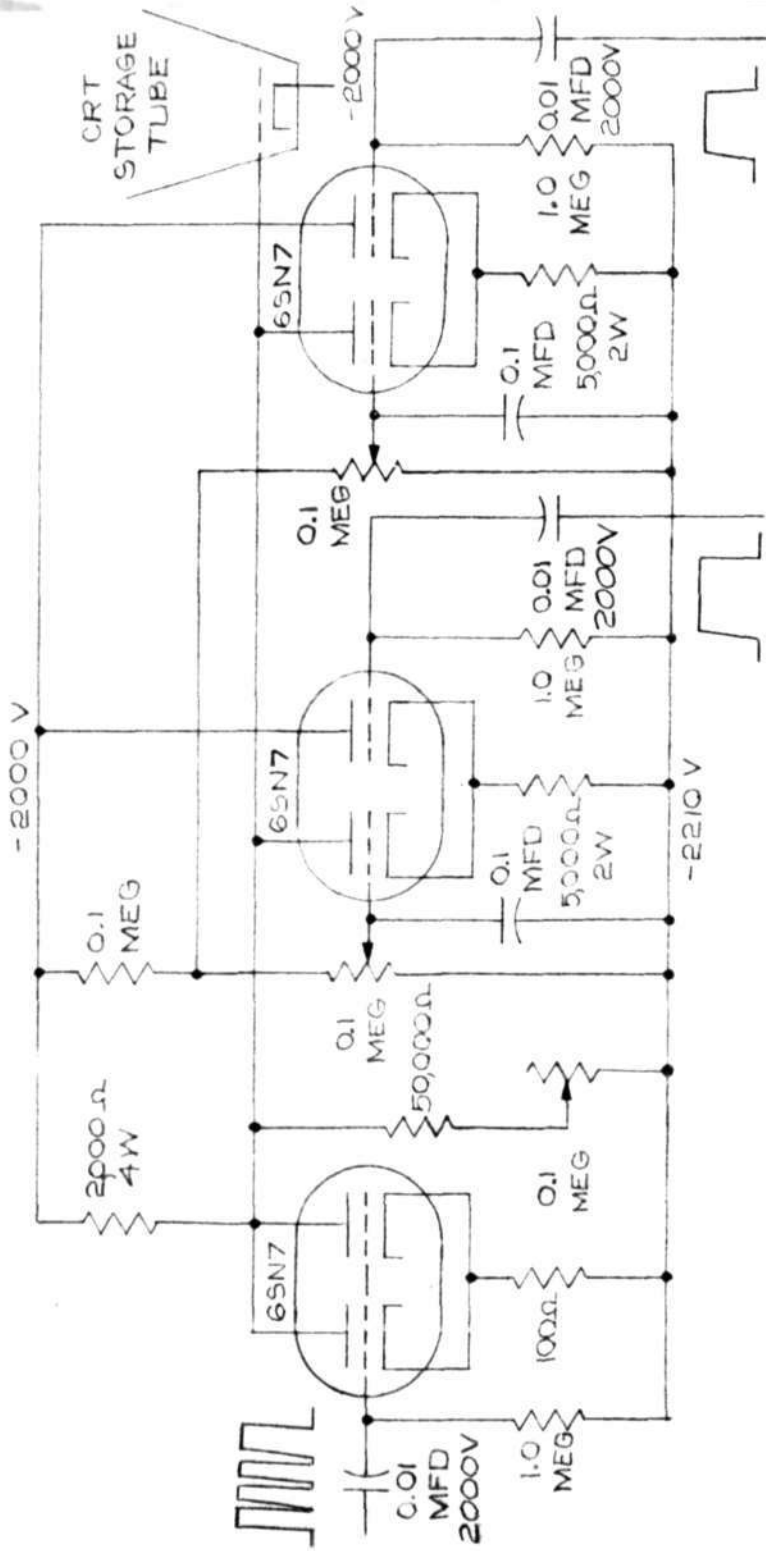 CRT
STORAGE
TUBE
-2000V
-2000 V
6SN7
0.01
MFD
2000V
1.0
MEG
5,000Ω
2W
0.1
MFD
0.1
MEG
6SN7
0.01
MFD
2000V
1.0
MEG
5,000Ω
2W
0.1
MFD
-2210 V
0.1
MEG
0.1
MEG
50,000Ω
0.1
MEG
2,000Ω
4W
6SN7
100Ω
1.0
MEG
0.01
MFD
2000V